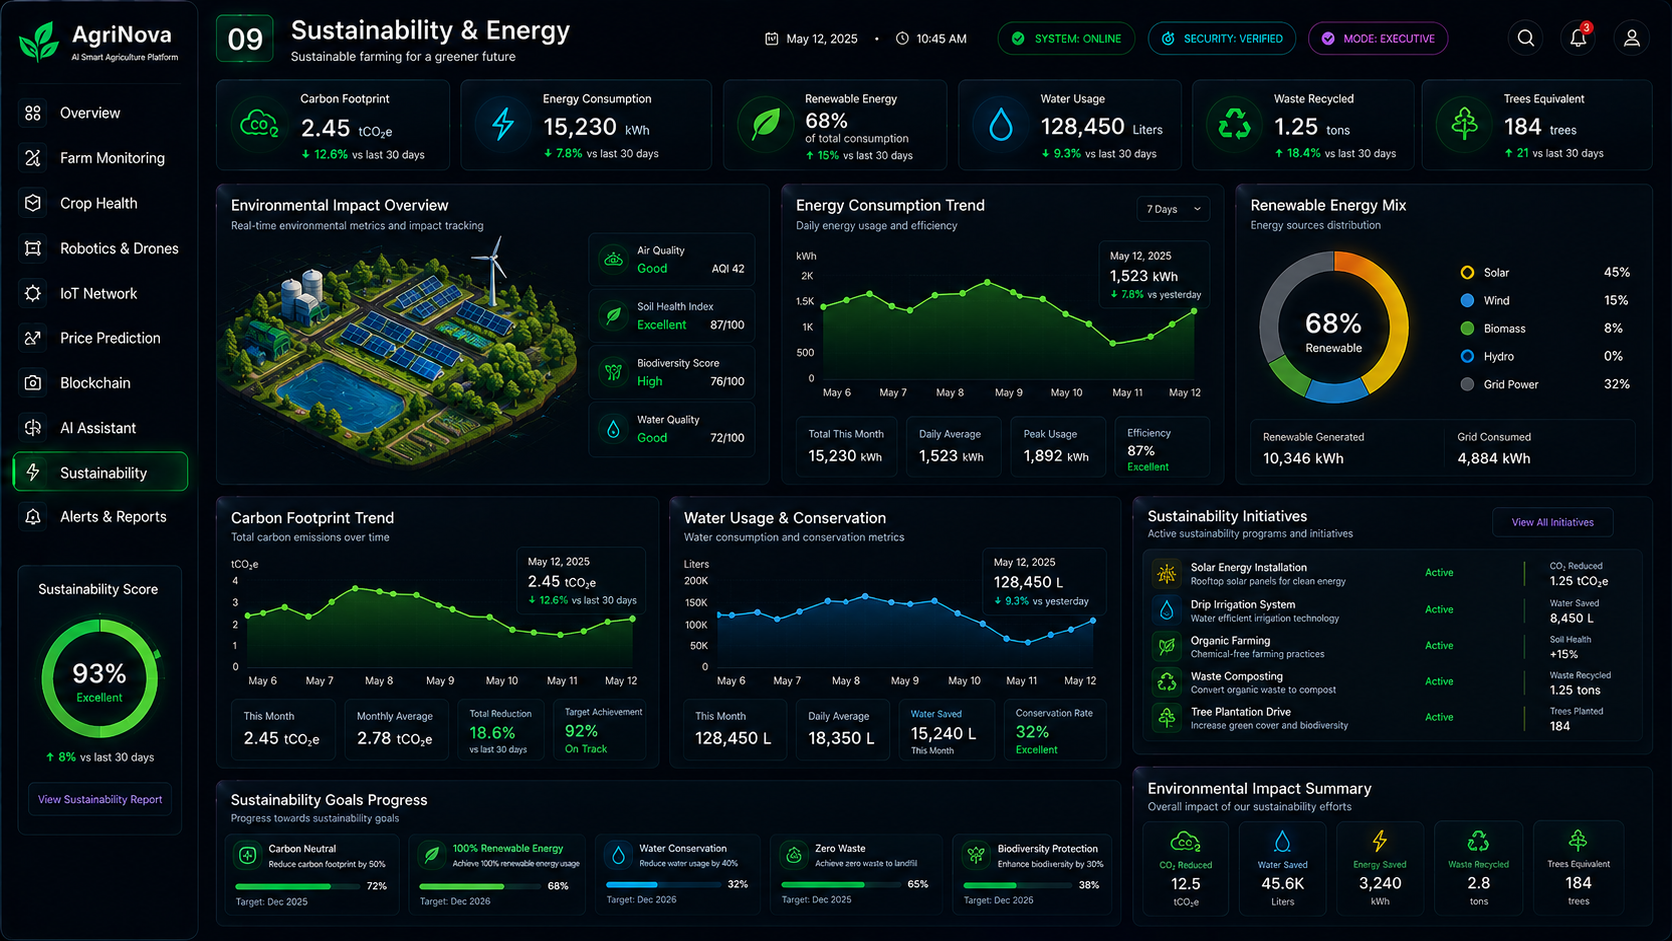 AgriNova
AI Smart Agriculture Platform
Overview
Farm Monitoring
Crop Health
Robotics & Drones
IoT Network
Price Prediction
Blockchain
AI Assistant
Sustainability
Alerts & Reports
Sustainability Score
93%
Excellent
↑ 8% vs last 30 days
View Sustainability Report
09
Sustainability & Energy
Sustainable farming for a greener future
May 12, 2025 • 10:45 AM
SYSTEM: ONLINE
SECURITY: VERIFIED
MODE: EXECUTIVE
3
Carbon Footprint
CO2
2.45 tCO₂e
↓ 12.6% vs last 30 days
Energy Consumption
15,230 kWh
↓ 7.8% vs last 30 days
Renewable Energy
68%
of total consumption
↑ 15% vs last 30 days
Water Usage
128,450 Liters
↓ 9.3% vs last 30 days
Waste Recycled
1.25 tons
↑ 18.4% vs last 30 days
Trees Equivalent
184 trees
↑ 21 vs last 30 days
Environmental Impact Overview
Real-time environmental metrics and impact tracking
Air Quality
Good AQI 42
Soil Health Index
Excellent 87/100
Biodiversity Score
High 76/100
Water Quality
Good 72/100
Energy Consumption Trend
Daily energy usage and efficiency
7 Days
kWh
2K
1.5K
1K
500
0
May 12, 2025
1,523 kWh
↓ 7.8% vs yesterday
May 6 May 7 May 8 May 9 May 10 May 11 May 12
Total This Month
15,230 kWh
Daily Average
1,523 kWh
Peak Usage
1,892 kWh
Efficiency
87%
Excellent
Renewable Energy Mix
Energy sources distribution
68%
Renewable
Solar 45%
Wind 15%
Biomass 8%
Hydro 0%
Grid Power 32%
Renewable Generated
10,346 kWh
Grid Consumed
4,884 kWh
Carbon Footprint Trend
Total carbon emissions over time
tCO₂e
4
3
2
1
0
May 12, 2025
2.45 tCO₂e
↓ 12.6% vs last 30 days
May 6 May 7 May 8 May 9 May 10 May 11 May 12
This Month
2.45 tCO₂e
Monthly Average
2.78 tCO₂e
Total Reduction
18.6%
vs last 30 days
Target Achievement
92%
On Track
Water Usage & Conservation
Water consumption and conservation metrics
Liters
200K
150K
100K
50K
0
May 12, 2025
128,450 L
↓ 9.3% vs yesterday
May 6 May 7 May 8 May 9 May 10 May 11 May 12
This Month
128,450 L
Daily Average
18,350 L
Water Saved
15,240 L
This Month
Conservation Rate
32%
Excellent
Sustainability Initiatives
Active sustainability programs and initiatives
View All Initiatives
Solar Energy Installation
Rooftop solar panels for clean energy
Active
CO₂ Reduced
1.25 tCO₂e
Drip Irrigation System
Water efficient irrigation technology
Active
Water Saved
8,450 L
Organic Farming
Chemical-free farming practices
Active
Soil Health
+15%
Waste Composting
Convert organic waste to compost
Active
Waste Recycled
1.25 tons
Tree Plantation Drive
Increase green cover and biodiversity
Active
Trees Planted
184
Sustainability Goals Progress
Progress towards sustainability goals
Carbon Neutral
Reduce carbon footprint by 50%
72%
Target: Dec 2025
100% Renewable Energy
Achieve 100% renewable energy usage
68%
Target: Dec 2026
Water Conservation
Reduce water usage by 40%
32%
Target: Dec 2026
Zero Waste
Achieve zero waste to landfill
65%
Target: Dec 2025
Biodiversity Protection
Enhance biodiversity by 30%
38%
Target: Dec 2026
Environmental Impact Summary
Overall impact of our sustainability efforts
CO2
CO₂ Reduced
12.5
tCO₂e
Water Saved
45.6K
Liters
Energy Saved
3,240
kWh
Waste Recycled
2.8
tons
Trees Equivalent
184
trees